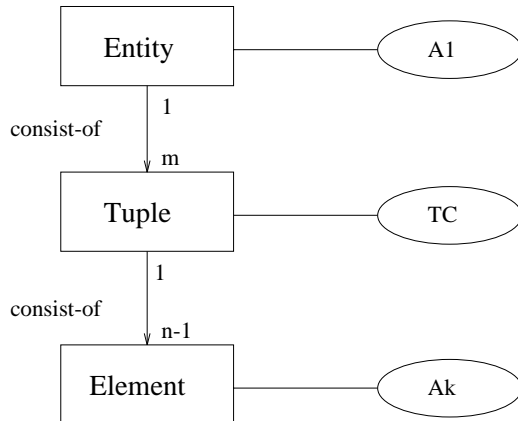 Entity
A1
1
consist-of
m
Tuple
TC
1
consist-of
n-1
Element
Ak